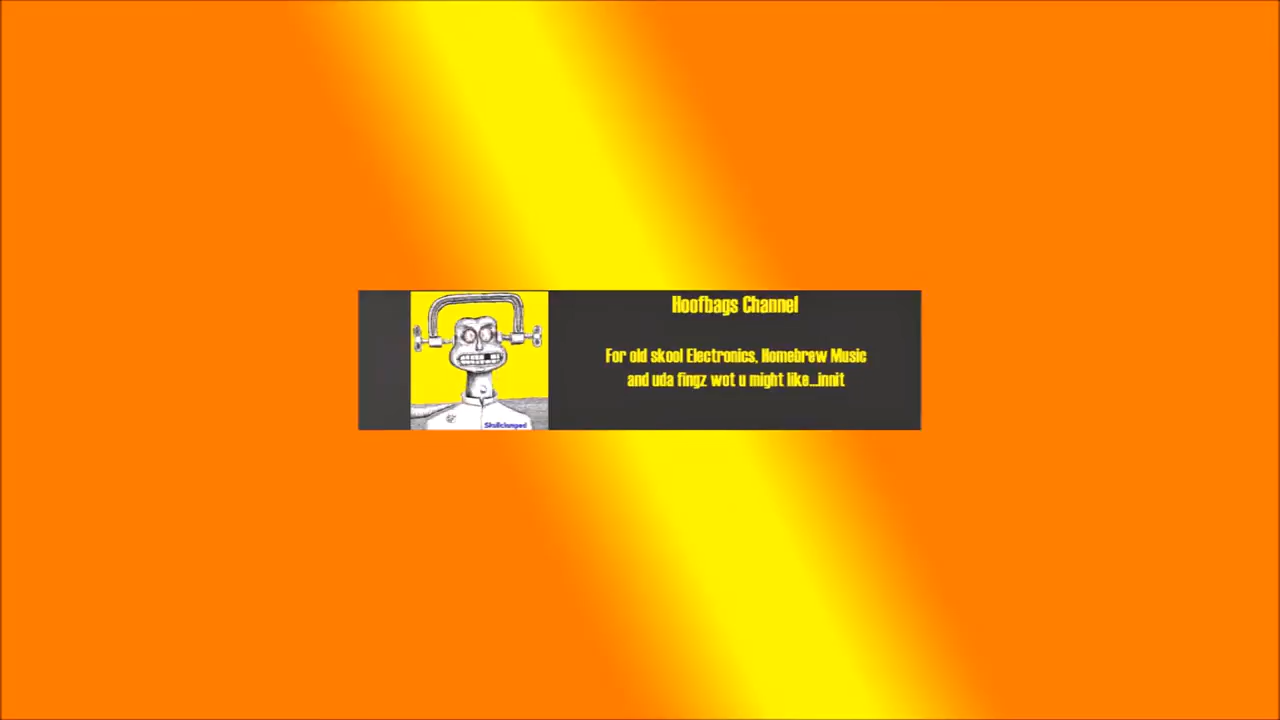 Hoofbags Channel
For old skool Electronics, Homebrew Music
and uda fingz wot u might like...innit
Skullclamped